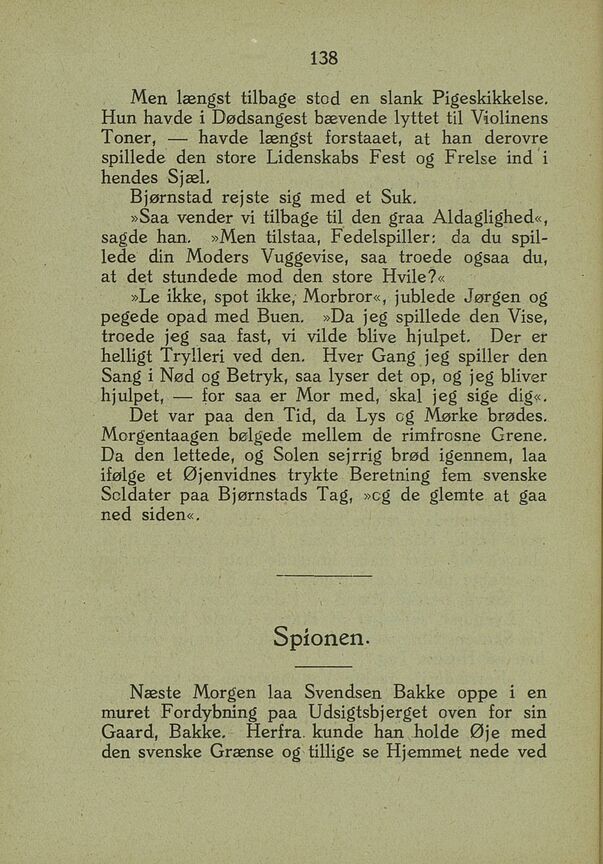 138
Men længst tilbage stod en slank Pigeskikkelse.
Hun havde i Dødsangest bævende lyttet til Violinens
Toner, — havde længst forstaaet, at han derovre
spillede den store Lidenskabs Fest og Frelse ind i
hendes Sjæl.
Bjørnstad rejste sig med et Suk.
»Saa vender vi tilbage til den graa Aldaglighed«,
sagde han. »Men tilstaa, Fedelspiller: da du spil-
lede din Moders Vuggevise, saa troede ogsaa du,
at det stundede mod den store Hvile?«
»Le ikke, spot ikke, Morbror«, jublede Jørgen og
pegede opad med Buen. »Da jeg spillede den Vise,
troede jeg saa fast, vi vilde blive hjulpet. Der er
helligt Trylleri ved den. Hver Gang jeg spiller den
Sang i Nød og Betryk, saa lyser det op, og jeg bliver
hjulpet, — for saa er Mor med, skal jeg sige dig«.
Det var paa den Tid, da Lys og Mørke brødes.
Morgentaagen bølgede mellem de rimfrosne Grene.
Da den lettede, og Solen sejrrig brød igennem, laa
ifølge et Øjenvidnes trykte Beretning fem svenske
Soldater paa Bjørnstads Tag, »og de glemte at gaa
ned siden«.
Spionen.
Næste Morgen laa Svendsen Bakke oppe i en
muret Fordybning paa Udsigtsbjerget oven for sin
Gaard, Bakke. Herfra kunde han holde Øje med
den svenske Grænse og tillige se Hjemmet nede ved